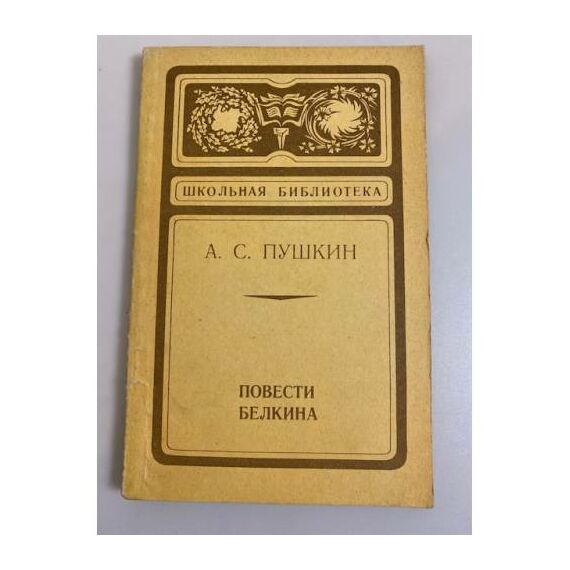 ШКОЛЬНАЯ БИБЛИОТЕКА
А. С. ПУШКИН
ПОВЕСТИ
БЕЛКИНА